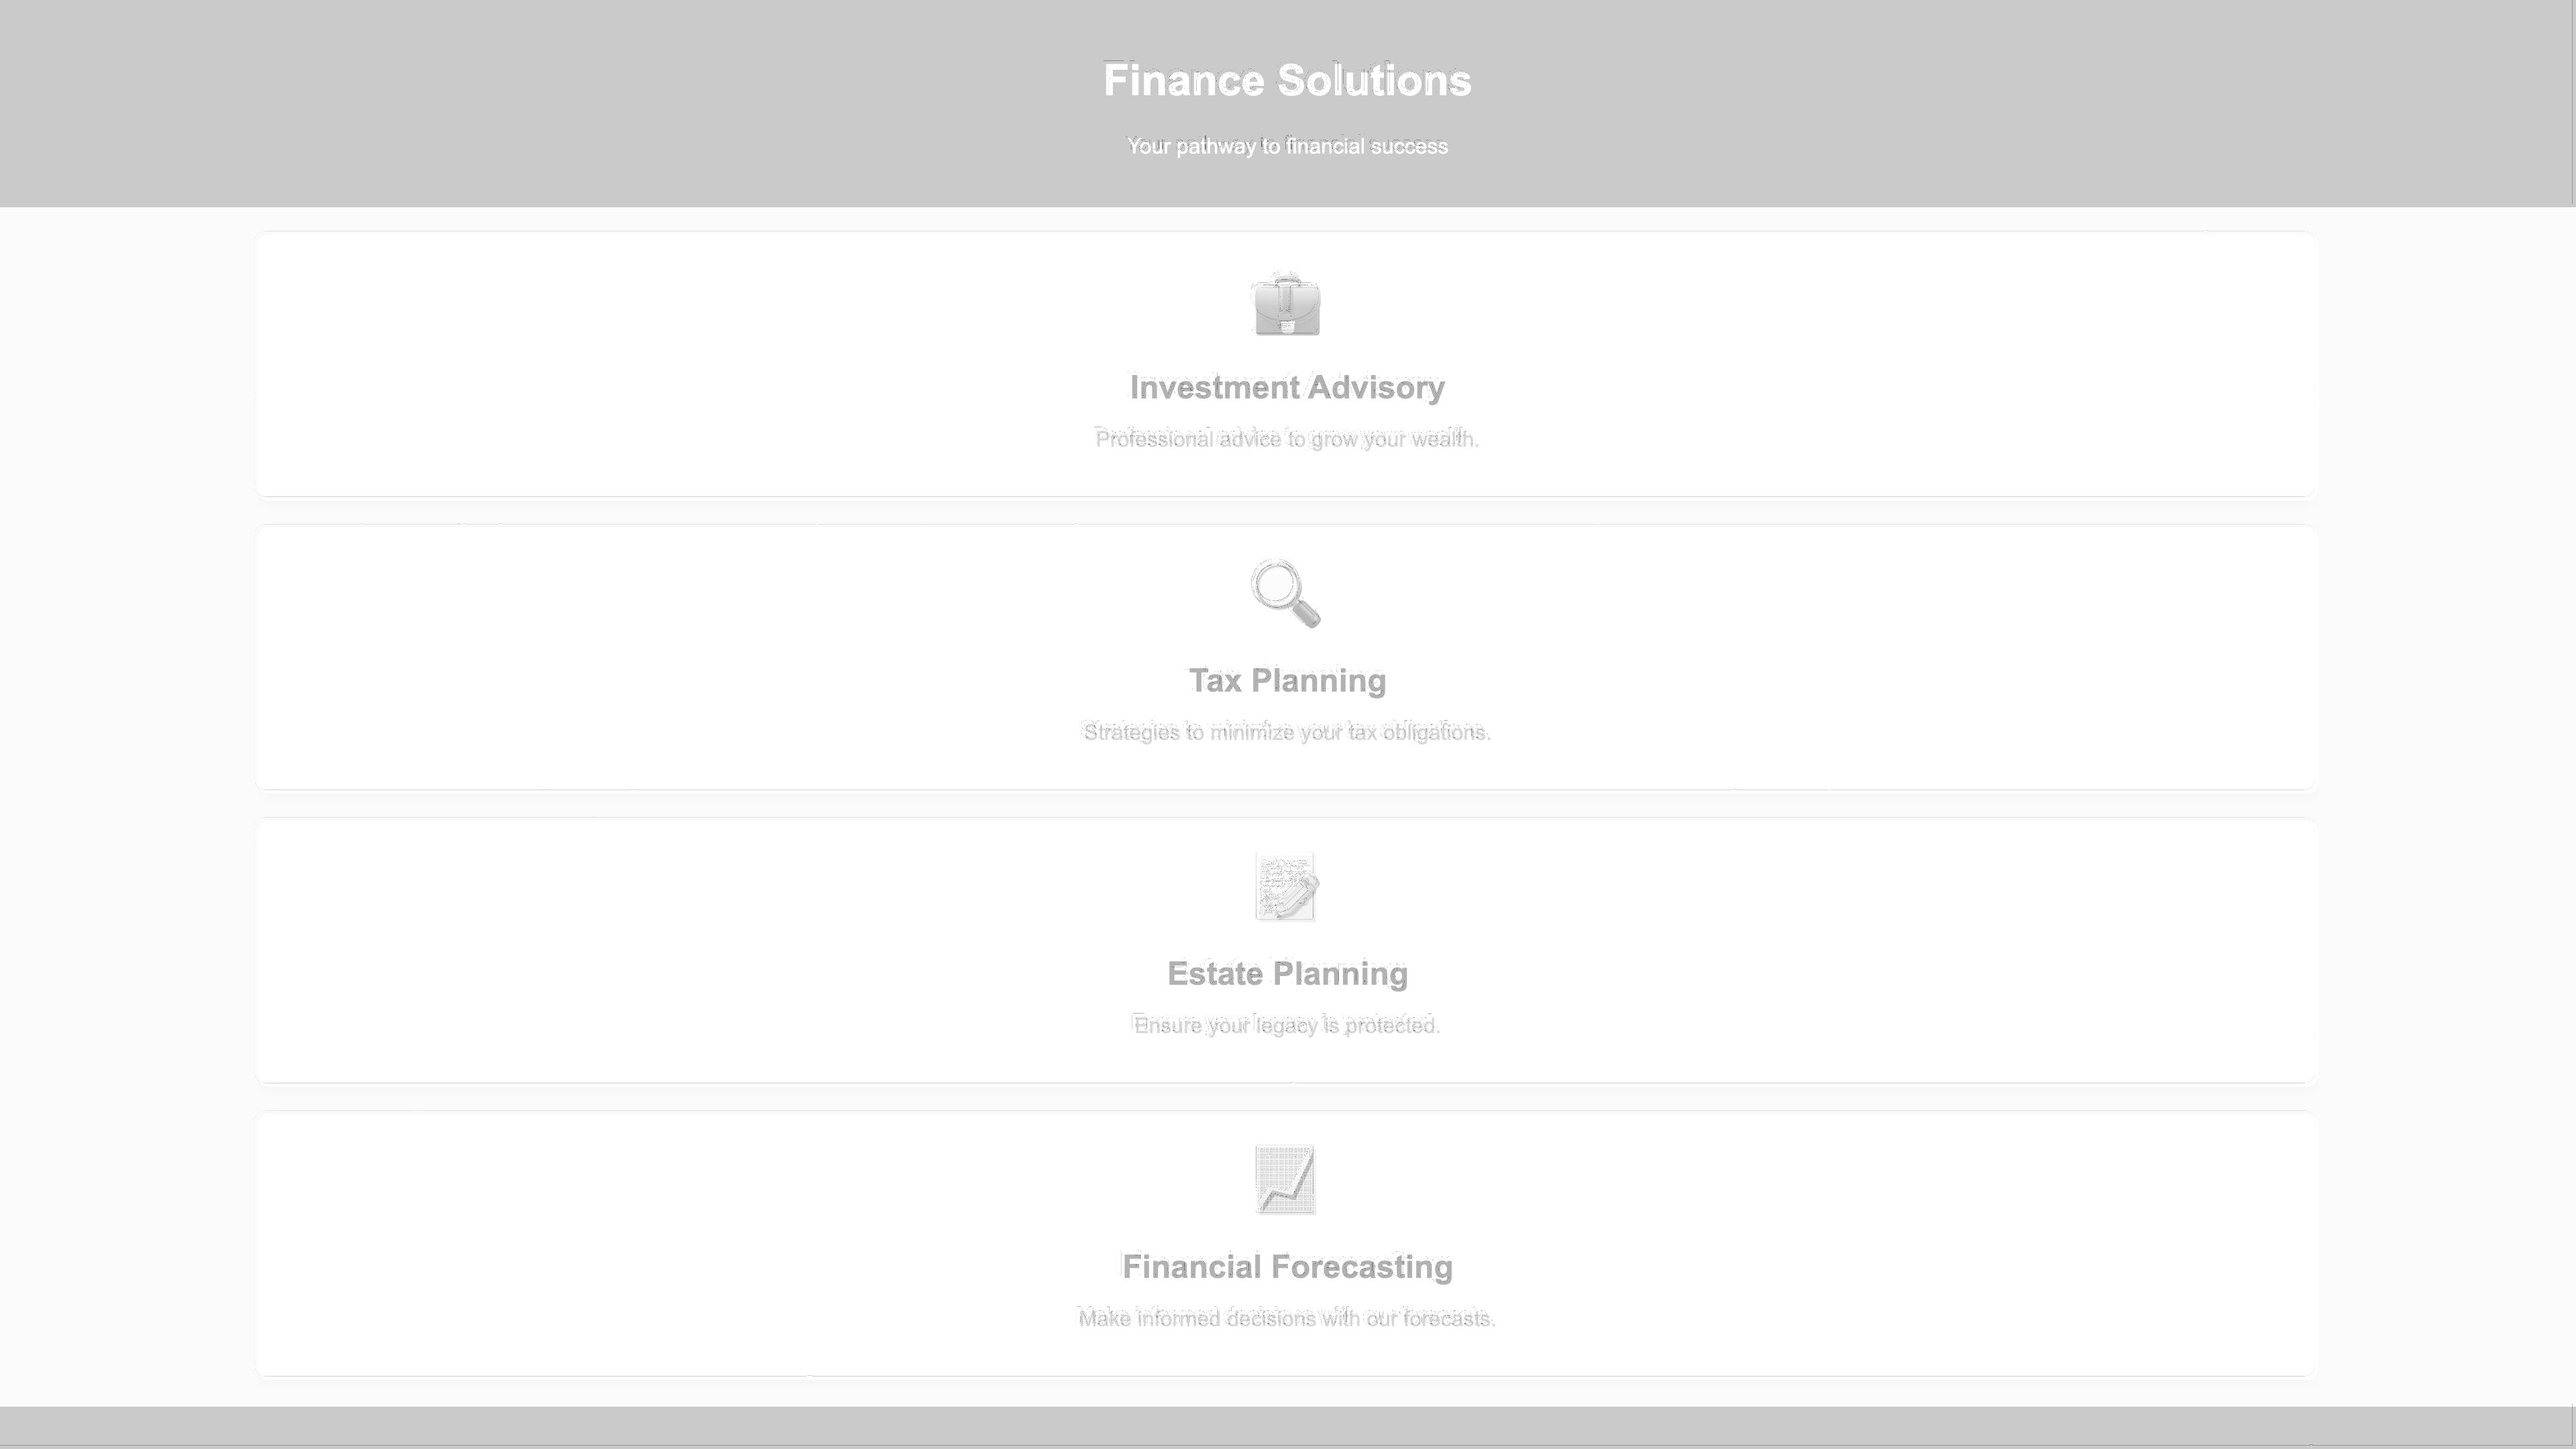 Finance Solutions
Your pathway to financial success
Investment Advisory
Professional advice to grow your wealth.
Tax Planning
Strategies to minimize your tax obligations.
Estate Planning
Ensure your legacy is protected.
Financial Forecasting
Make informed decisions with our forecasts.